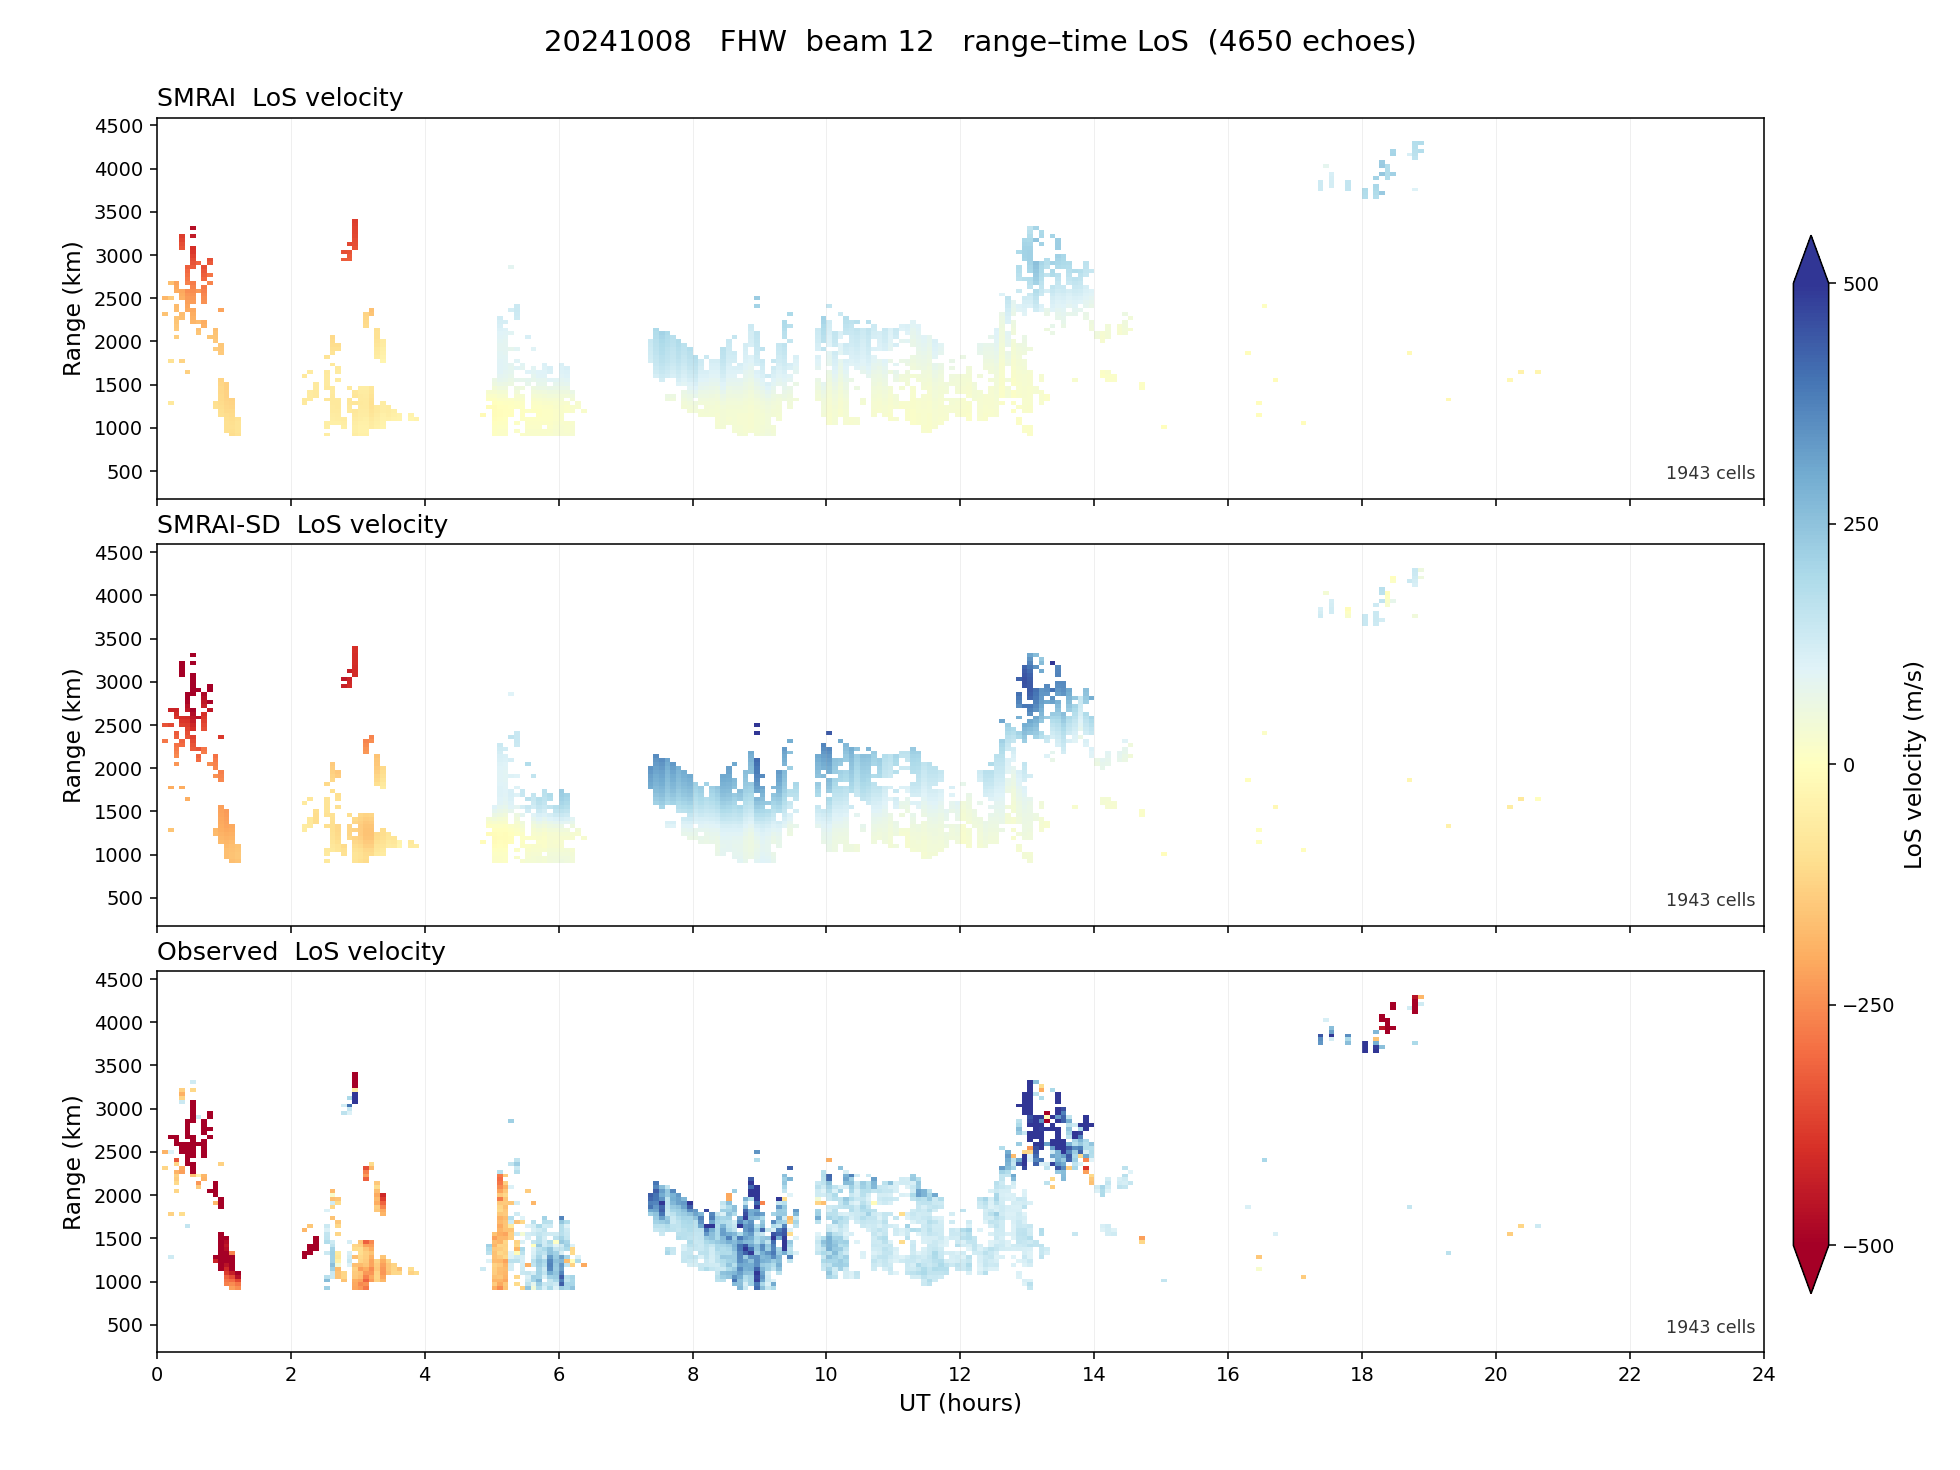 20241008 FHW beam 12 range–time LoS (4650 echoes)
SMRAI LoS velocity
4500
4000
3500
3000
2500
2000
1500
1000
500
Range (km)
1943 cells
SMRAI-SD LoS velocity
4500
4000
3500
3000
2500
2000
1500
1000
500
Range (km)
1943 cells
Observed LoS velocity
4500
4000
3500
3000
2500
2000
1500
1000
500
Range (km)
1943 cells
0 2 4 6 8 10 12 14 16 18 20 22 24
UT (hours)
500
250
0
−250
−500
LoS velocity (m/s)